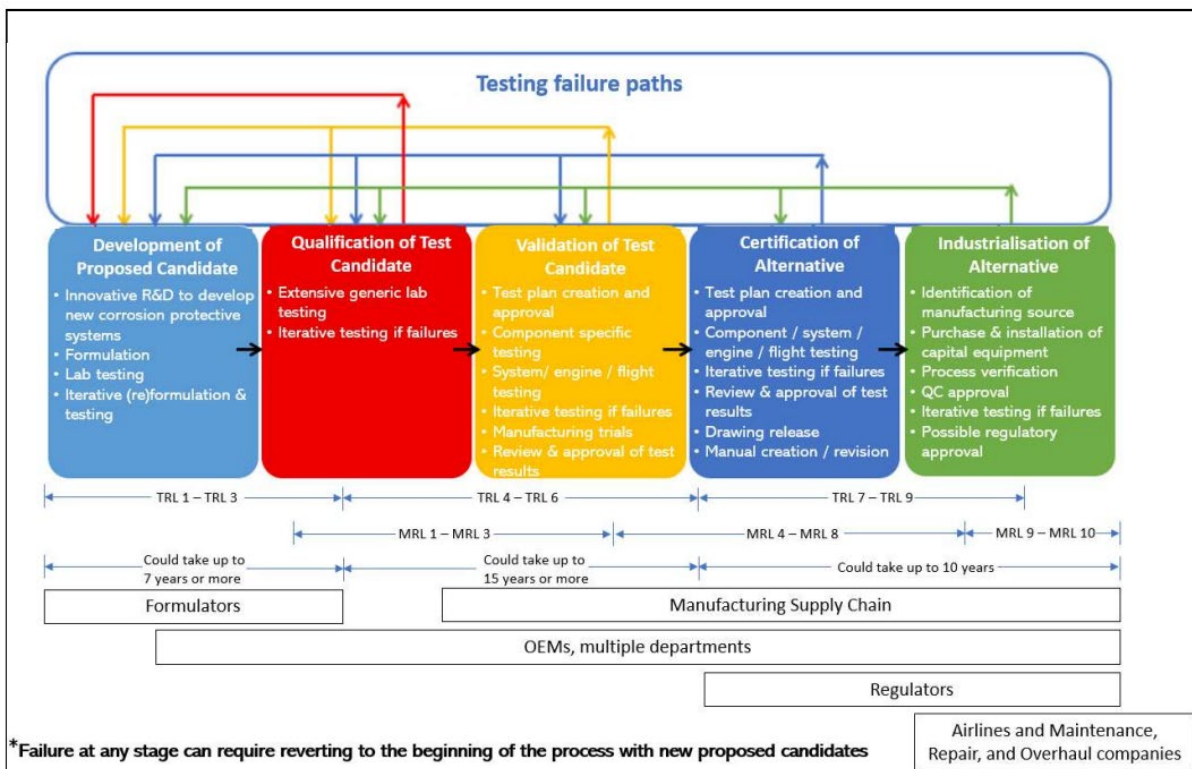 Testing failure paths
Development of
Proposed Candidate
• Innovative R&D to develop
new corrosion protective
systems
• Formulation
• Lab testing
• Iterative (re)formulation &
testing
Qualification of Test
Candidate
• Extensive generic lab
testing
• Iterative testing if failures
Validation of Test
Candidate
• Test plan creation and
approval
• Component specific
testing
• System/ engine / flight
testing
• Iterative testing if failures
• Manufacturing trials
• Review & approval of test
results
Certification of
Alternative
• Test plan creation and
approval
• Component / system /
engine / flight testing
• Iterative testing if failures
• Review & approval of test
results
• Drawing release
• Manual creation / revision
Industrialisation of
Alternative
• Identification of
manufacturing source
• Purchase & installation of
capital equipment
• Process verification
• QC approval
• Iterative testing if failures
• Possible regulatory
approval
TRL 1 – TRL 3
TRL 4 – TRL 6
TRL 7 – TRL 9
MRL 1 – MRL 3
MRL 4 – MRL 8
MRL 9 – MRL 10
Could take up to
7 years or more
Could take up to
15 years or more
Could take up to 10 years
Formulators
Manufacturing Supply Chain
OEMs, multiple departments
Regulators
Airlines and Maintenance,
Repair, and Overhaul companies
*Failure at any stage can require reverting to the beginning of the process with new proposed candidates